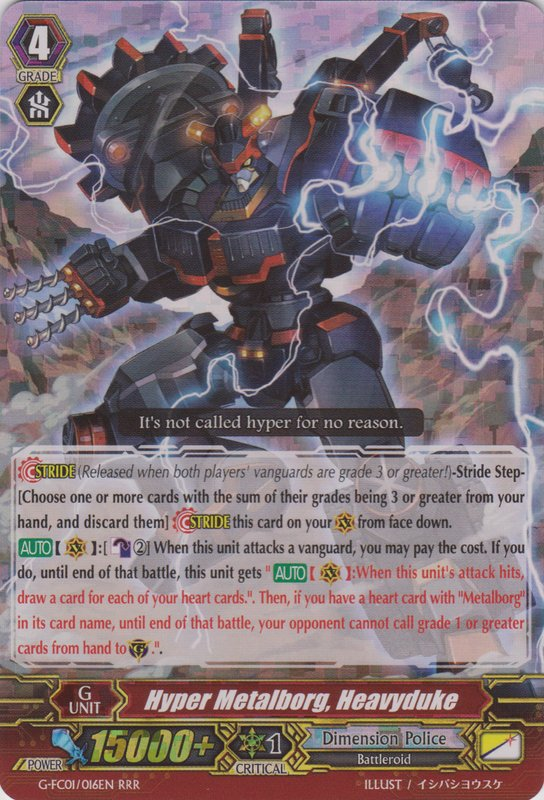 4
GRADE
It's not called hyper for no reason.
STRIDE (Released when both players' vanguards are grade 3 or greater!)-Stride Step-
[Choose one or more cards with the sum of their grades being 3 or greater from your
hand, and discard them] STRIDE this card on your V from face down.
AUTO【 V 】:[ ②] When this unit attacks a vanguard, you may pay the cost. If you
do, until end of that battle, this unit gets " AUTO【 V 】:When this unit's attack hits,
draw a card for each of your heart cards.". Then, if you have a heart card with "Metalborg"
in its card name, until end of that battle, your opponent cannot call grade 1 or greater
cards from hand to G .".
G
UNIT
Hyper Metalborg, Heavyduke
POWER
15000+
1
CRITICAL
Dimension Police
Battleroid
G-FC01/016EN RRR
ILLUST / イシバシヨウスケ